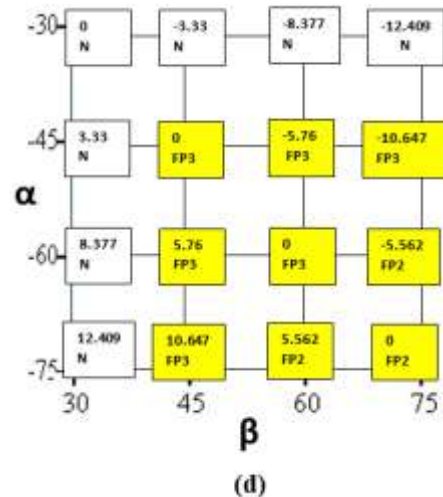 -30
0
N
-3.33
N
-8.377
N
-12.409
N
-45
3.33
N
0
FP3
-5.76
FP3
-10.647
FP3
α
-60
8.377
N
5.76
FP3
0
FP3
-5.562
FP2
-75
12.409
N
10.647
FP3
5.562
FP2
0
FP2
30 45 60 75
β
(d)